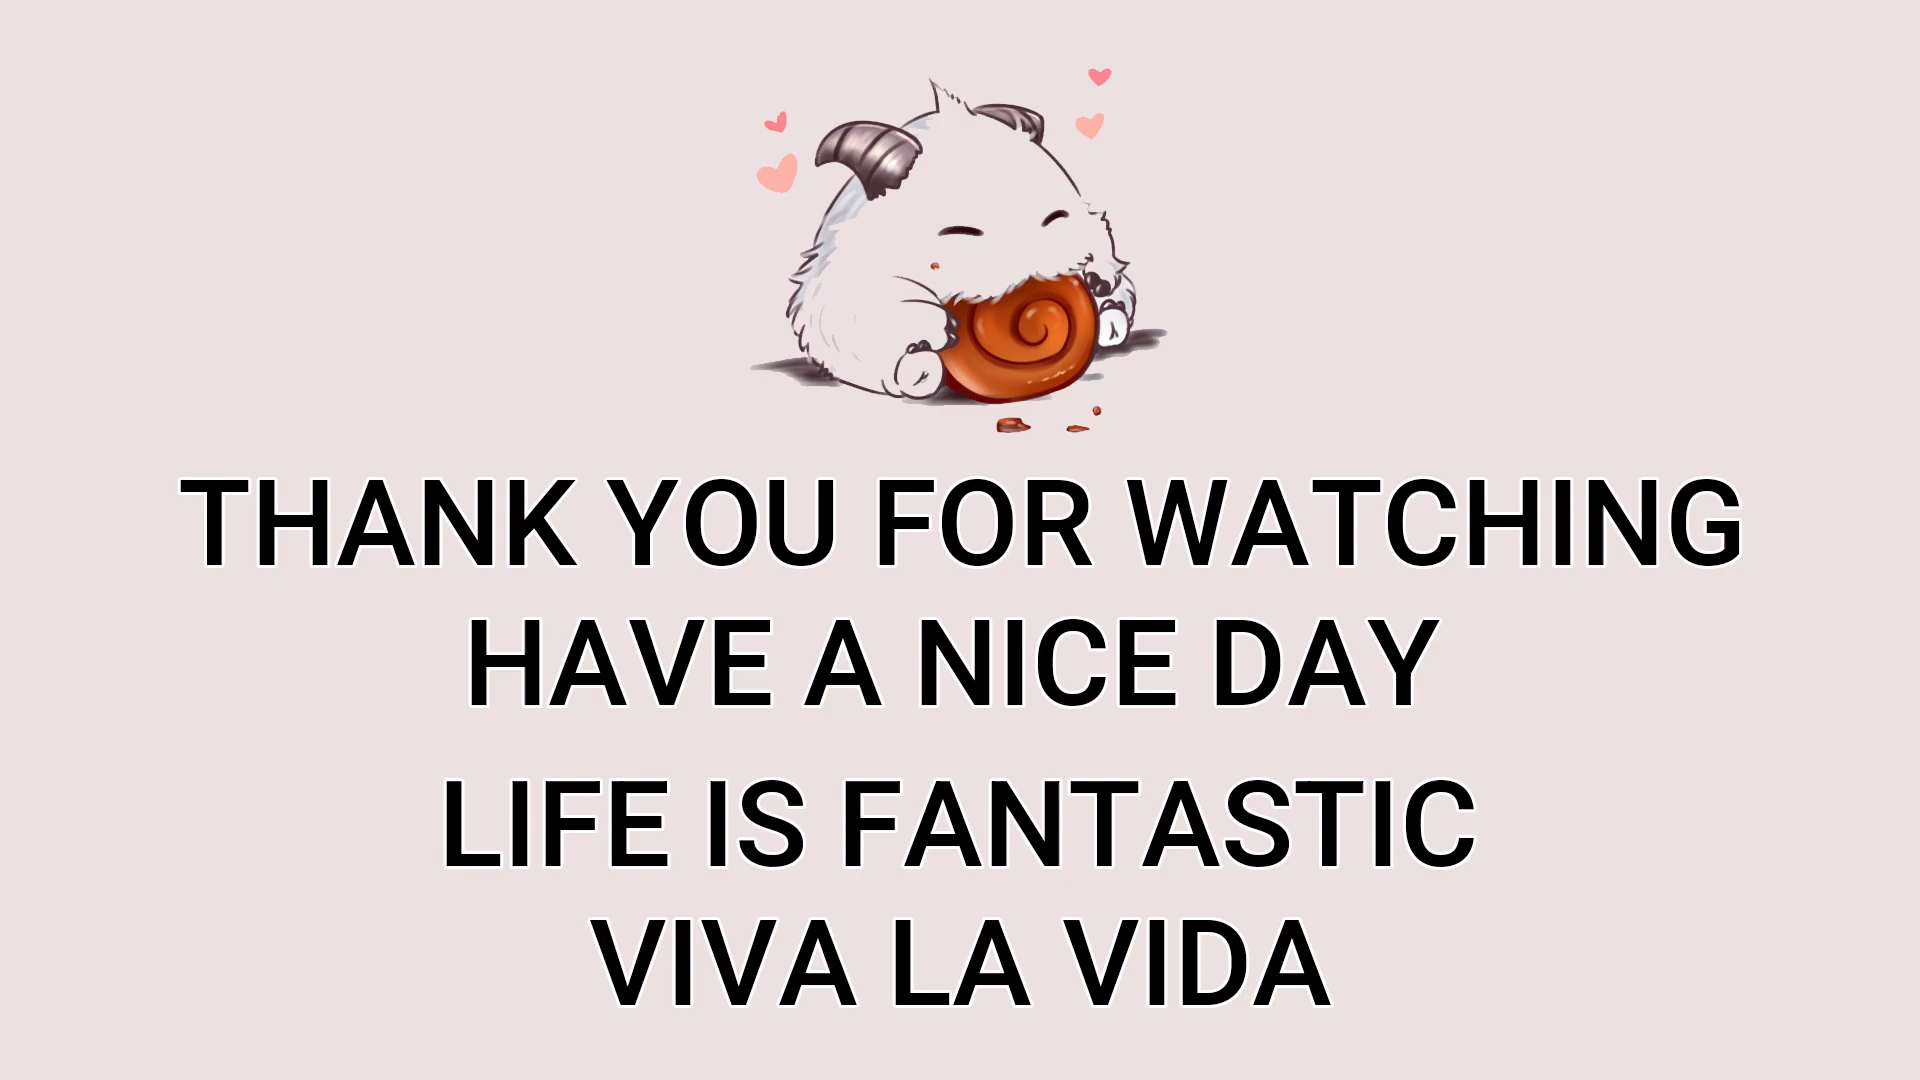 THANK YOU FOR WATCHING
HAVE A NICE DAY
LIFE IS FANTASTIC
VIVA LA VIDA